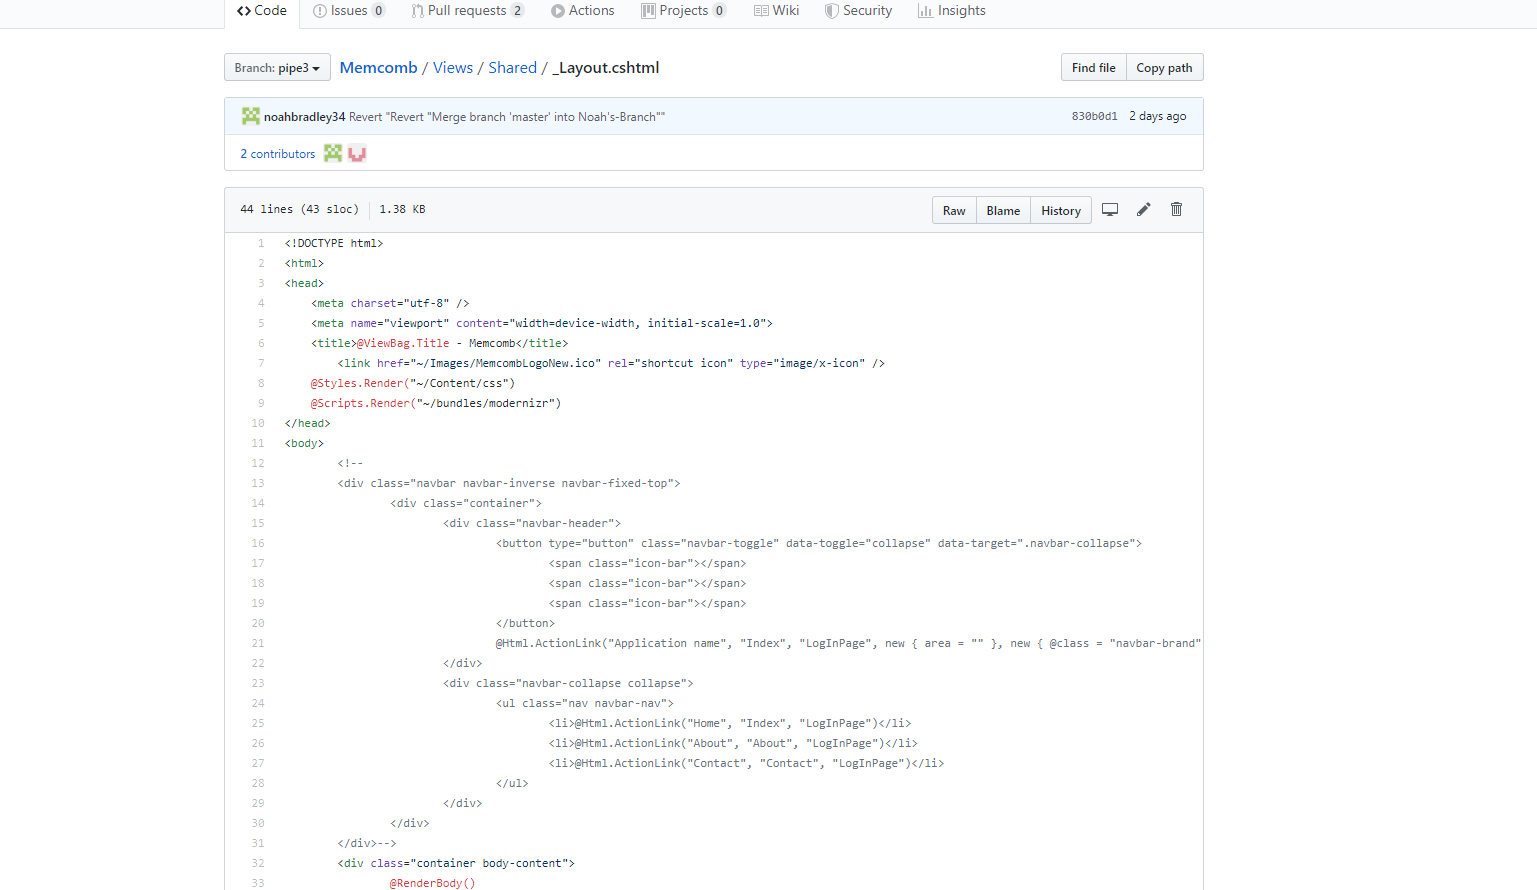 Code Issues 0 Pull requests 2 Actions Projects 0 Wiki Security Insights
Branch: pipe3 Memcomb / Views / Shared / _Layout.cshtml Find file Copy path
noahbradley34 Revert "Revert "Merge branch 'master' into Noah's-Branch"" 830b0d1 2 days ago
2 contributors
44 lines (43 sloc) 1.38 KB Raw Blame History
1 <!DOCTYPE html>
2 <html>
3 <head>
4 <meta charset="utf-8" />
5 <meta name="viewport" content="width=device-width, initial-scale=1.0">
6 <title>@ViewBag.Title - Memcomb</title>
7 <link href="~/Images/MemcombLogoNew.ico" rel="shortcut icon" type="image/x-icon" />
8 @Styles.Render("~/Content/css")
9 @Scripts.Render("~/bundles/modernizr")
10 </head>
11 <body>
12 <!--
13 <div class="navbar navbar-inverse navbar-fixed-top">
14 <div class="container">
15 <div class="navbar-header">
16 <button type="button" class="navbar-toggle" data-toggle="collapse" data-target=".navbar-collapse">
17 <span class="icon-bar"></span>
18 <span class="icon-bar"></span>
19 <span class="icon-bar"></span>
20 </button>
21 @Html.ActionLink("Application name", "Index", "LogInPage", new { area = "" }, new { @class = "navbar-brand"
22 </div>
23 <div class="navbar-collapse collapse">
24 <ul class="nav navbar-nav">
25 <li>@Html.ActionLink("Home", "Index", "LogInPage")</li>
26 <li>@Html.ActionLink("About", "About", "LogInPage")</li>
27 <li>@Html.ActionLink("Contact", "Contact", "LogInPage")</li>
28 </ul>
29 </div>
30 </div>
31 </div>-->
32 <div class="container body-content">
33 @RenderBody()